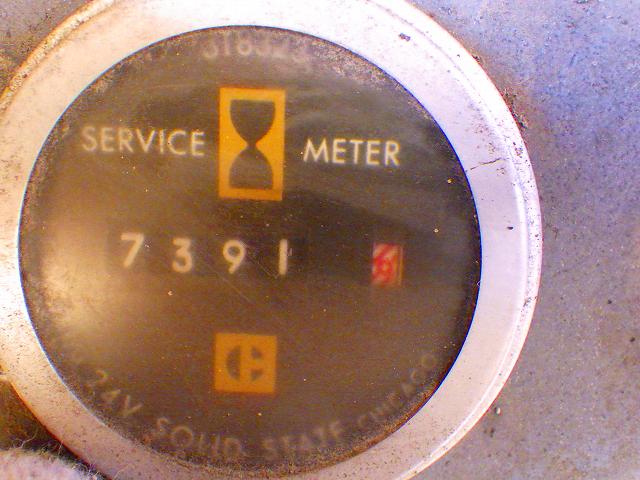 SERVICE METER
7391
24V SOLID STATE CHICAGO